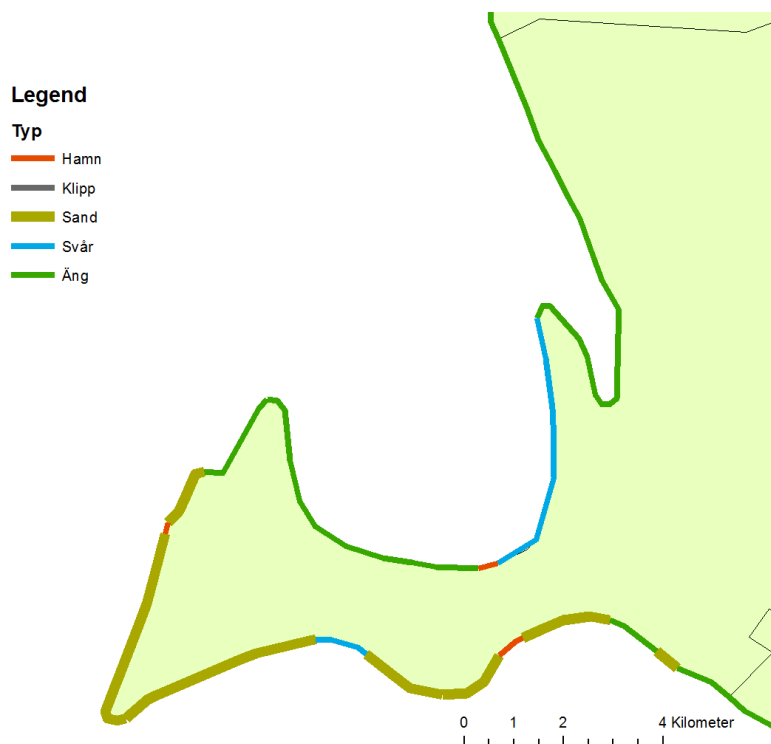 Legend
Typ
Hamn
Klipp
Sand
Svår
Äng
0 1 2 4 Kilometer